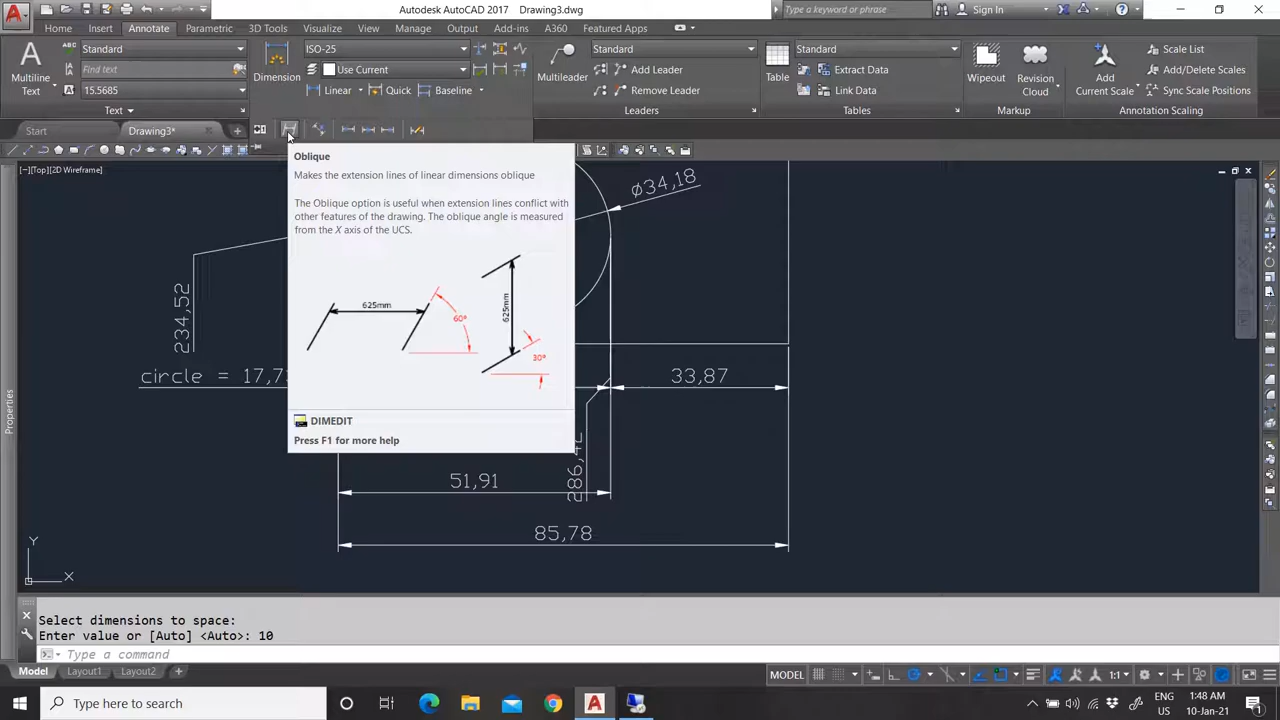 Autodesk AutoCAD 2017 Drawing3.dwg
Type a keyword or phrase
Sign In
Home Insert Annotate Parametric 3D Tools Visualize View Manage Output Add-ins A360 Featured Apps
Standard
ISO-25
Standard
Standard
Scale List
Find text
Use Current
Add Leader
Extract Data
Add/Delete Scales
Multiline
Text
Dimension
Multileader
Table
Wipeout
Revision
Cloud
Add
Current Scale
15.5685
Linear
Quick
Baseline
Remove Leader
Link Data
Sync Scale Positions
Text
Leaders
Tables
Markup
Annotation Scaling
Start
Drawing3*
[−][Top][2D Wireframe]
Oblique
Makes the extension lines of linear dimensions oblique
The Oblique option is useful when extension lines conflict with
other features of the drawing. The oblique angle is measured
from the X axis of the UCS.
625mm
60º
625mm
30º
DIMEDIT
Press F1 for more help
ø34,18
234,52
circle = 17,7
33,87
286,42
51,91
85,78
Y
X
Properties
Select dimensions to space:
Enter value or [Auto] <Auto>: 10
Type a command
Model Layout1 Layout2
MODEL
1:1
Type here to search
ENG
US
1:48 AM
10-Jan-21